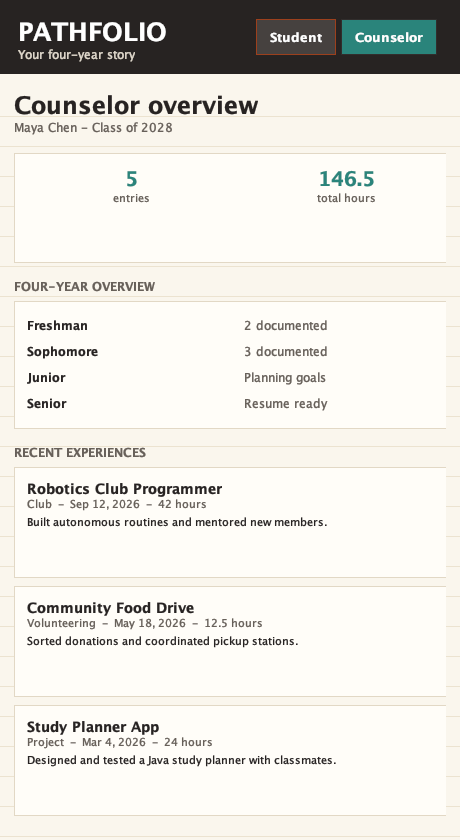 PATHFOLIO
Your four-year story
Student
Counselor
Counselor overview
Maya Chen - Class of 2028
5
entries
146.5
total hours
FOUR-YEAR OVERVIEW
Freshman 2 documented
Sophomore 3 documented
Junior Planning goals
Senior Resume ready
RECENT EXPERIENCES
Robotics Club Programmer
Club - Sep 12, 2026 - 42 hours
Built autonomous routines and mentored new members.
Community Food Drive
Volunteering - May 18, 2026 - 12.5 hours
Sorted donations and coordinated pickup stations.
Study Planner App
Project - Mar 4, 2026 - 24 hours
Designed and tested a Java study planner with classmates.